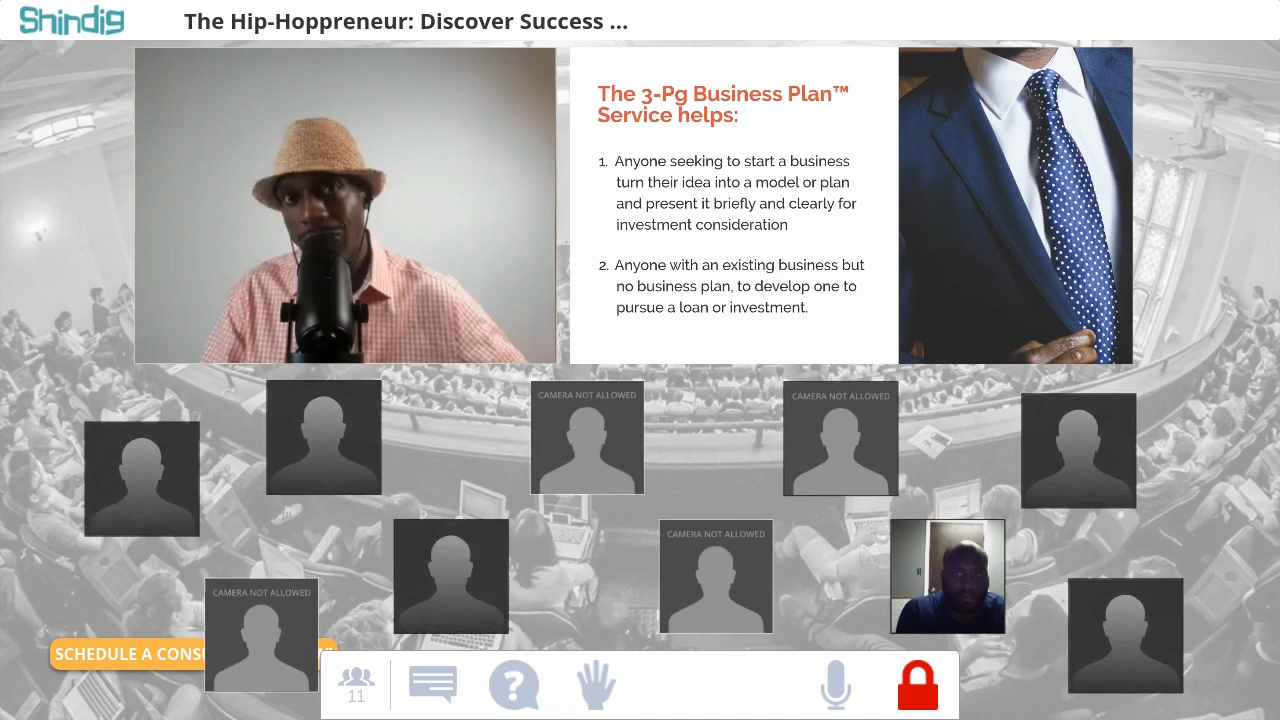 Shindig
The Hip-Hoppreneur: Discover Success ...
The 3-Pg Business Plan™
Service helps:
1. Anyone seeking to start a business
turn their idea into a model or plan
and present it briefly and clearly for
investment consideration
2. Anyone with an existing business but
no business plan, to develop one to
pursue a loan or investment.
CAMERA NOT ALLOWED
CAMERA NOT ALLOWED
CAMERA NOT ALLOWED
CAMERA NOT ALLOWED
SCHEDULE A CONS
11